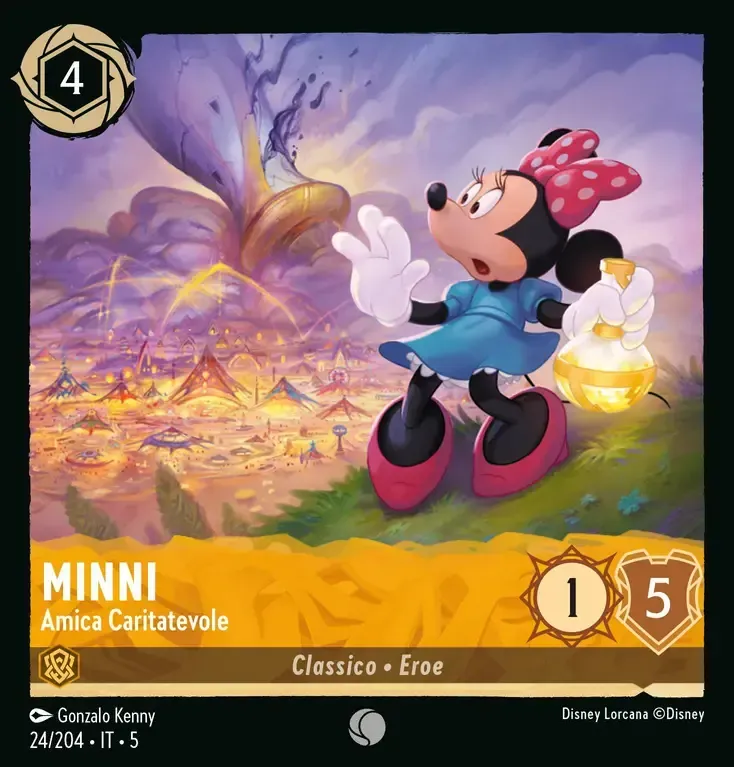 4
MINNI
Amica Caritatevole
1
5
Classico • Eroe
Gonzalo Kenny
Disney Lorcana ©Disney
24/204 • IT • 5